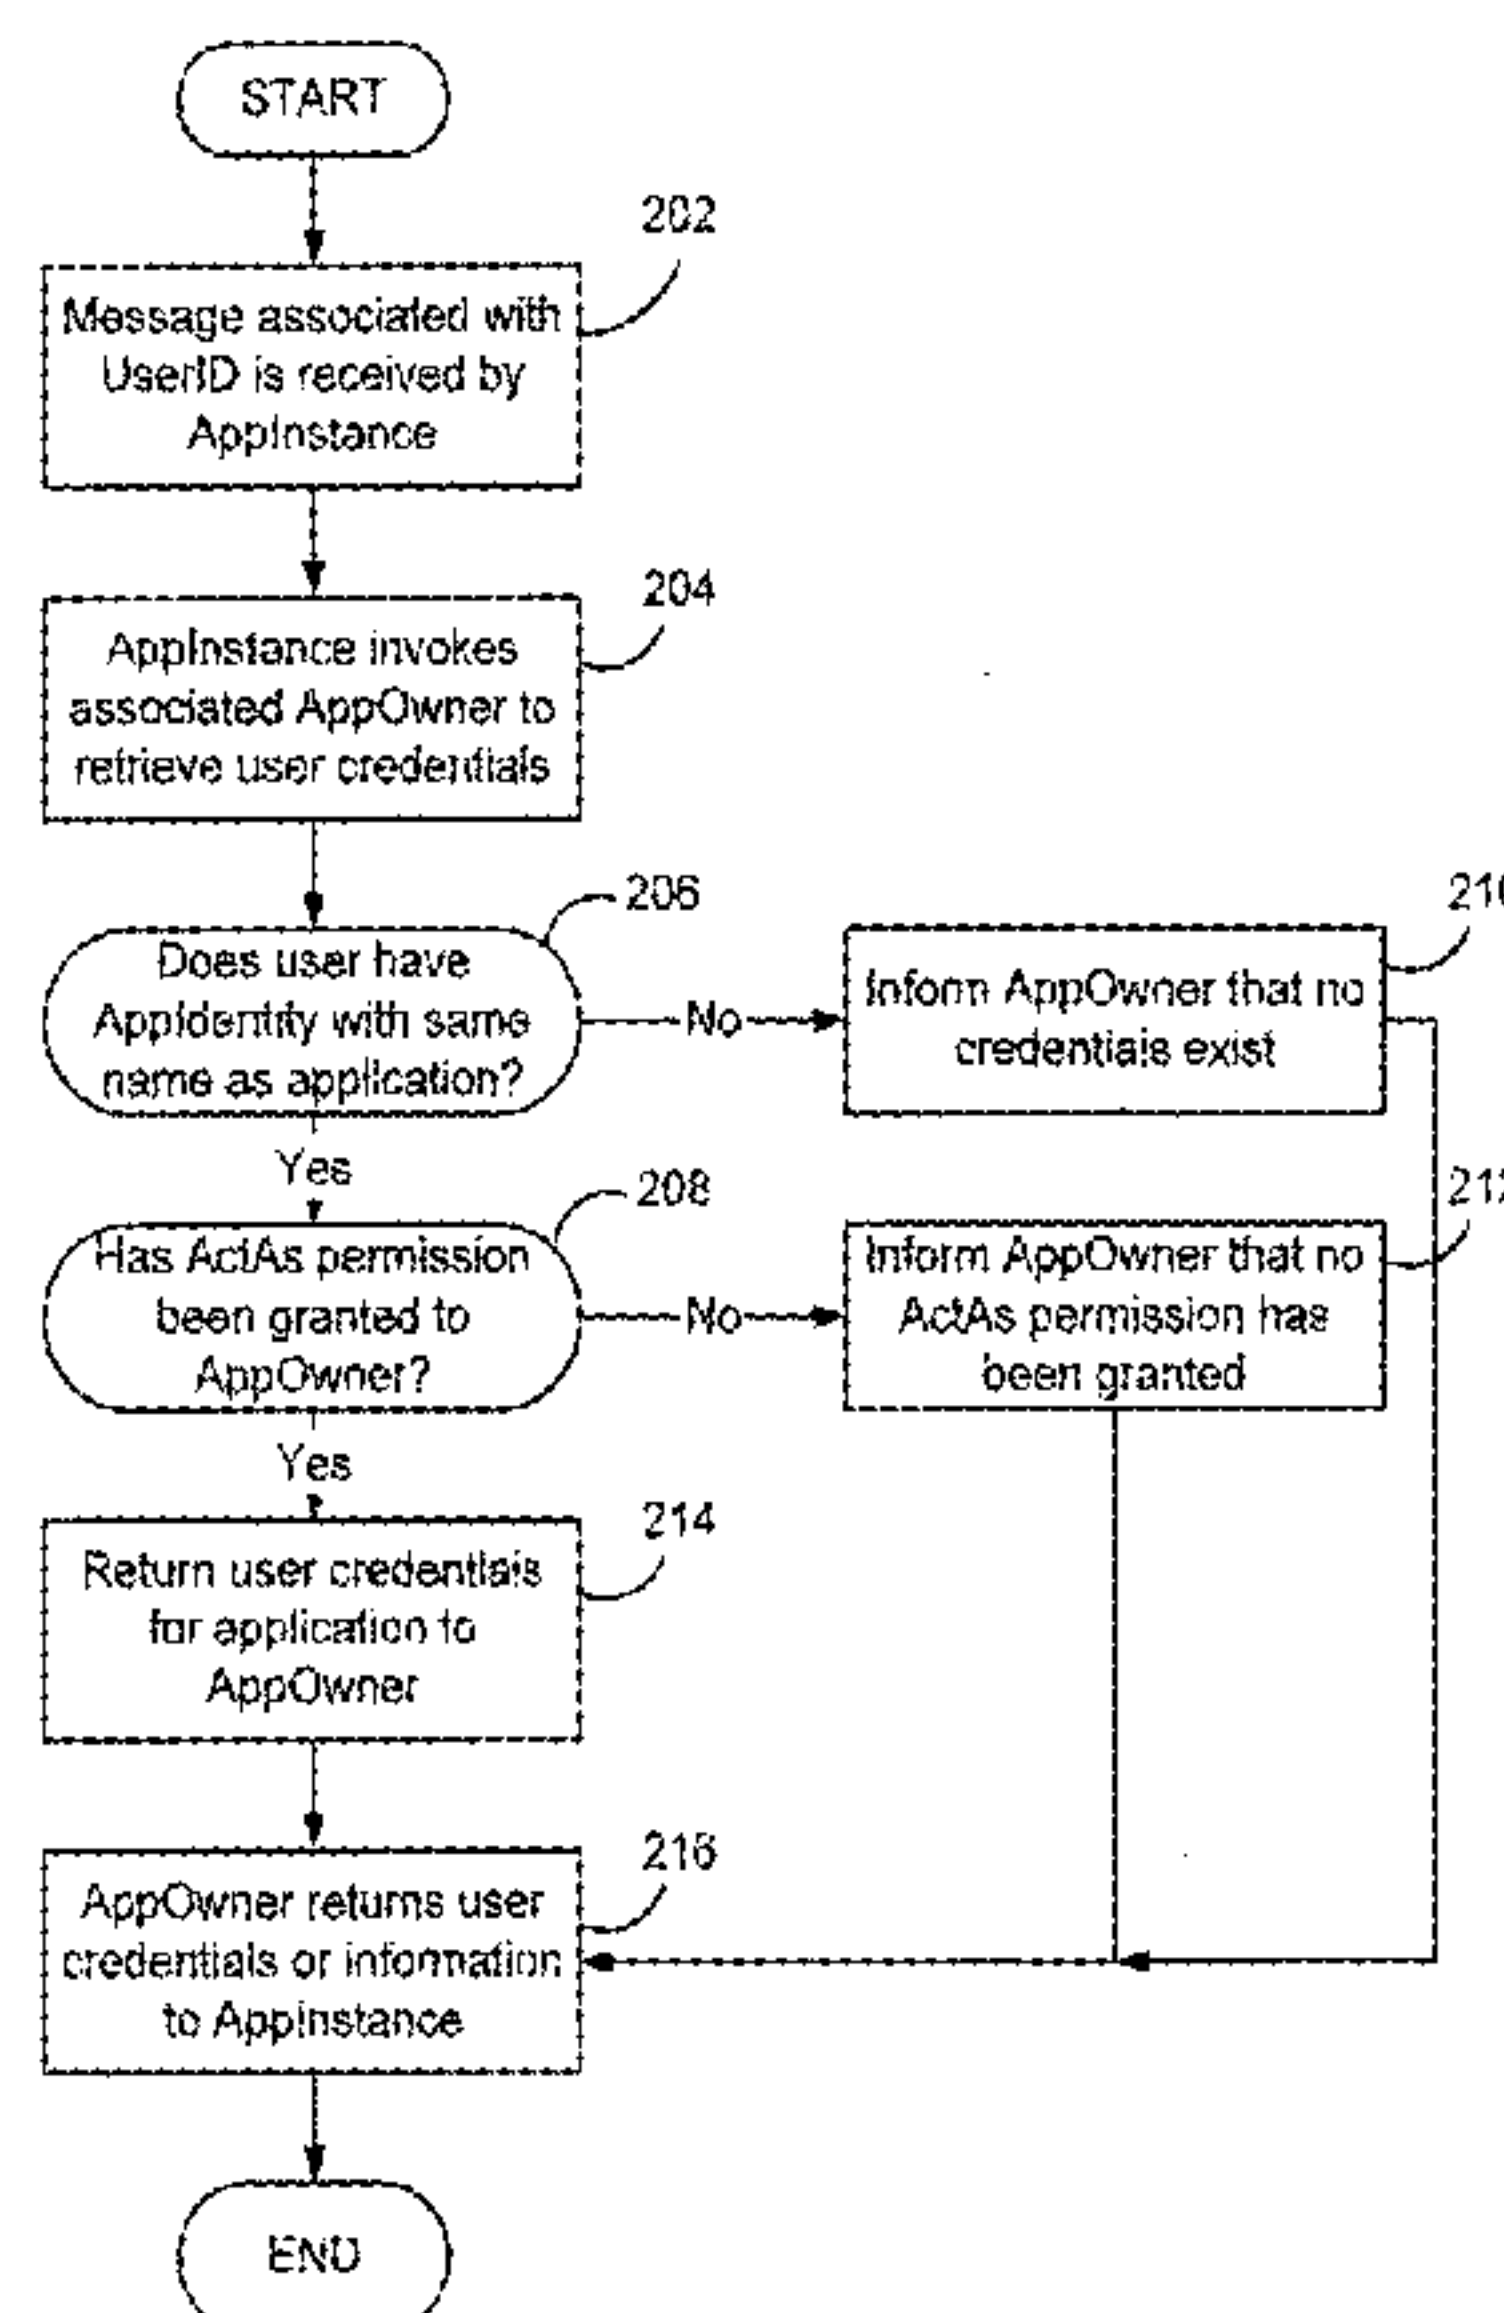 START
202
Message associated with
UserID is received by
AppInstance
204
AppInstance invokes
associated AppOwner to
retrieve user credentials
206
Does user have
AppIdentity with same
name as application?
No
210
Inform AppOwner that no
credentials exist
Yes
208
Has ActAs permission
been granted to
AppOwner?
No
212
Inform AppOwner that no
ActAs permission has
been granted
Yes
214
Return user credentials
for application to
AppOwner
216
AppOwner returns user
credentials or information
to AppInstance
END